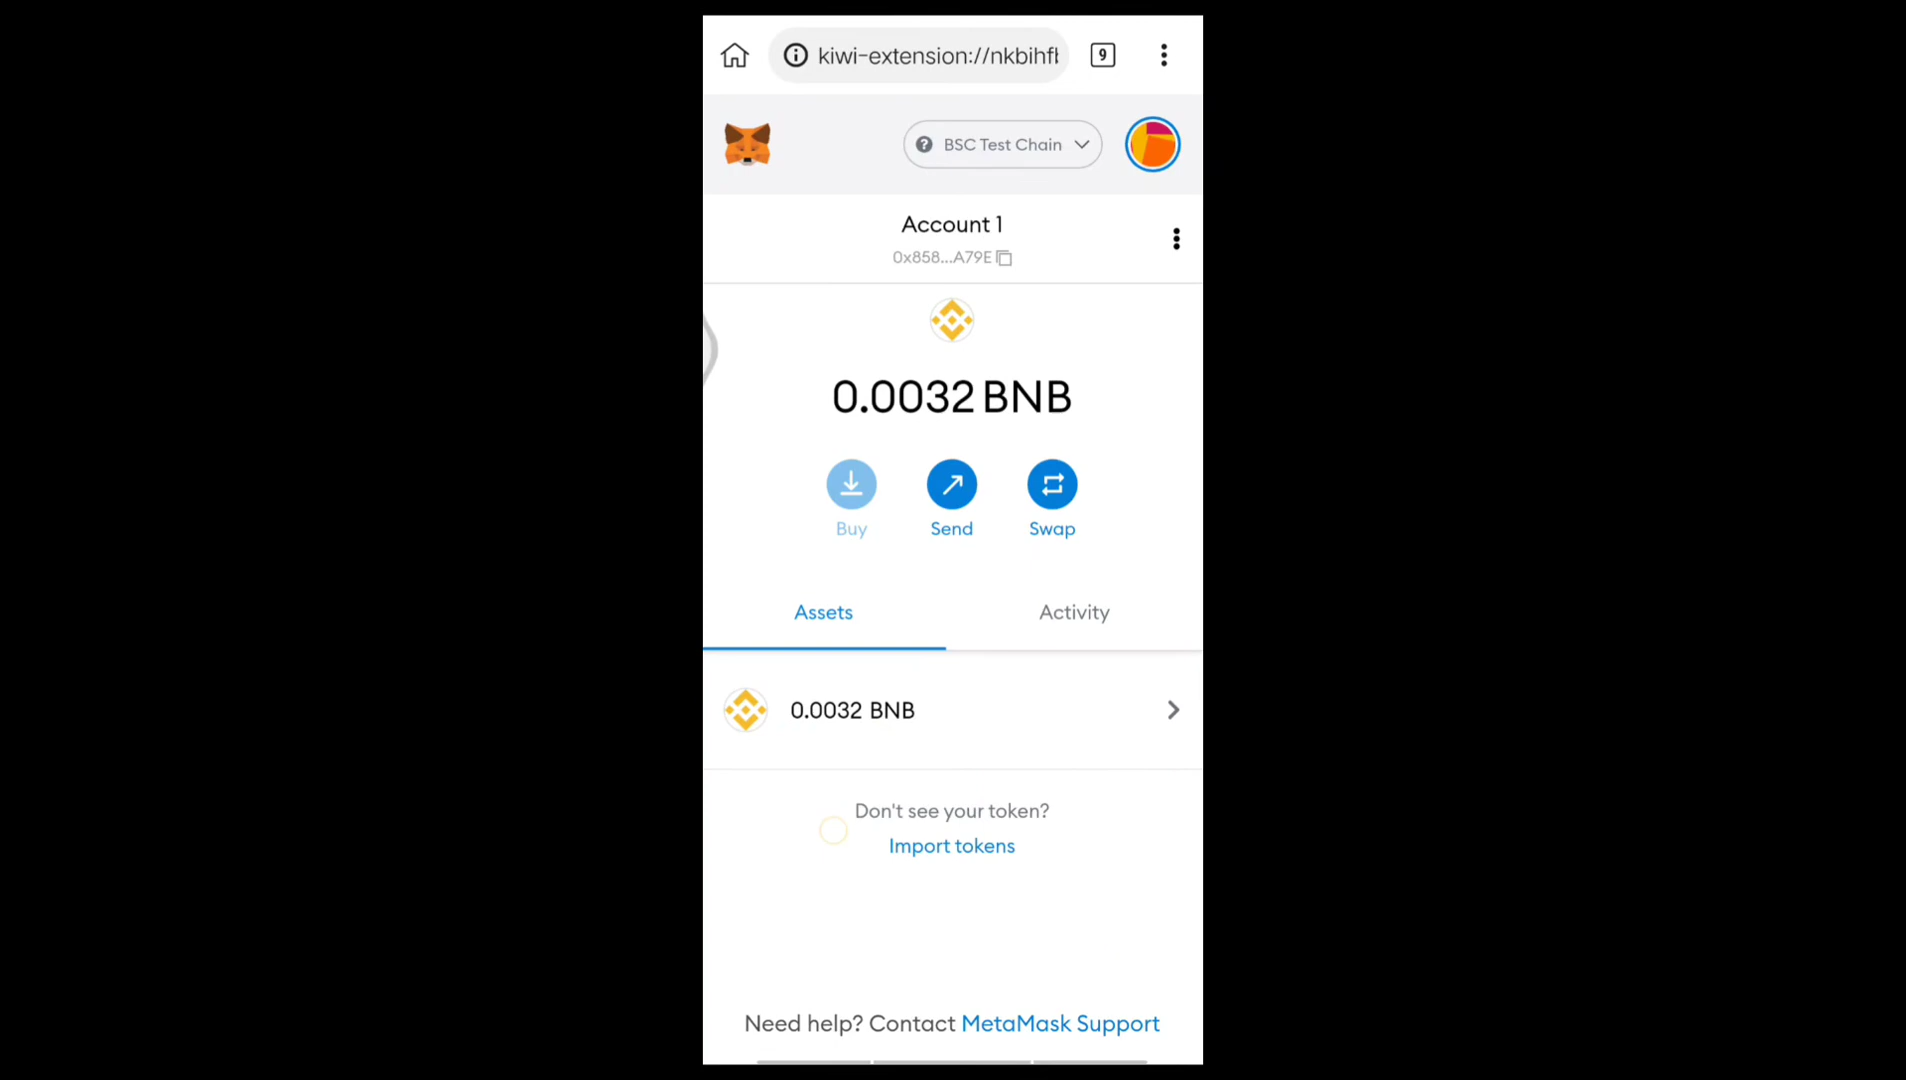 kiwi-extension://nkbihfl
9
BSC Test Chain
Account 1
0x858...A79E
0.0032 BNB
Buy
Send
Swap
Assets
Activity
0.0032 BNB
Don't see your token?
Import tokens
Need help? Contact MetaMask Support